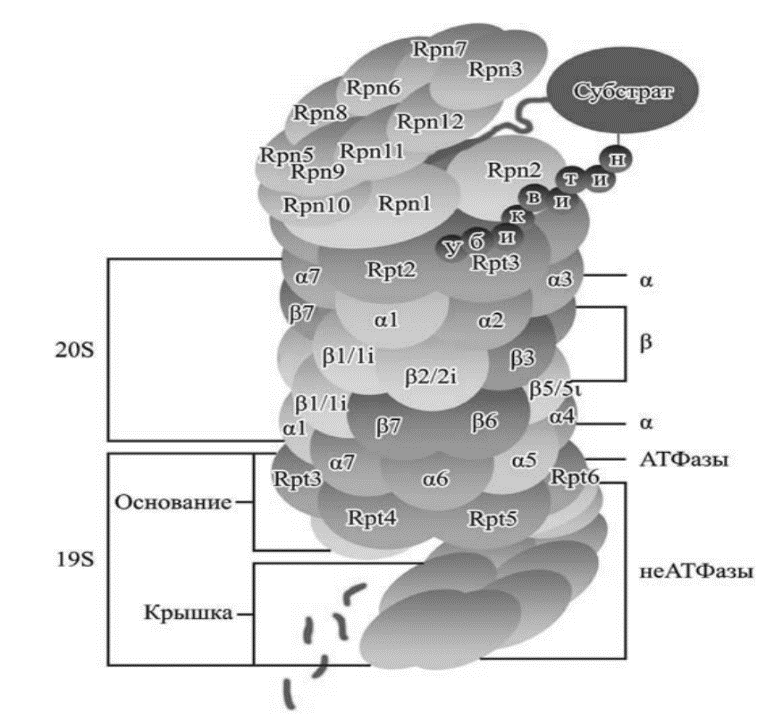 Rpn7
Rpn3
Rpn6
Субстрат
Rpn8
Rpn12
Rpn5
Rpn11
Rpn9
Rpn2
Rpn10
Rpn1
убиквитин
Rpt2
Rpt3
α7
α3
α
β7
α1
α2
20S
β1/1i
β3
β
β2/2i
β5/5ι
β1/1i
α1
β7
β6
α4
α
α7
α5
АТФазы
Rpt3
α6
Rpt6
Основание
Rpt4
Rpt5
19S
неАТФазы
Крышка